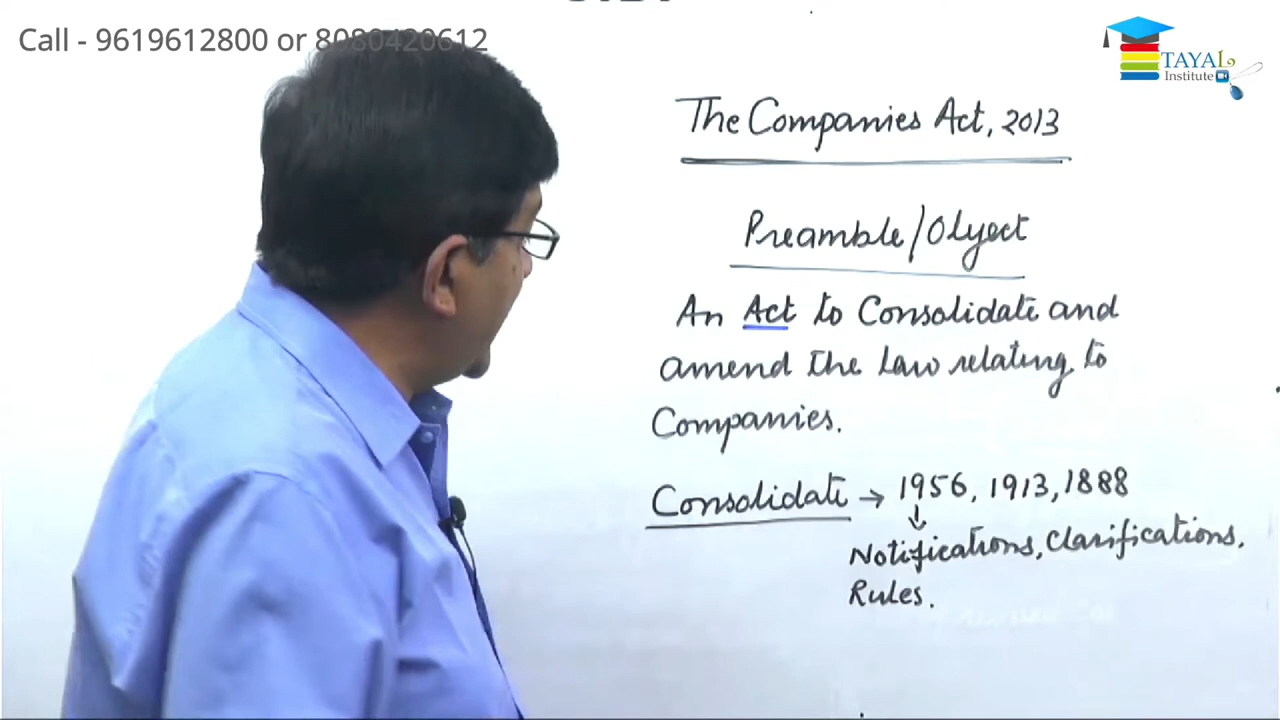 Call - 9619612800 or 8080420612
TAYAL
Institute
The Companies Act, 2013
Preamble/Object
An Act to Consolidate and
amend the Law relating to
Companies.
Consolidate → 1956, 1913, 1888
↓
Notifications, Clarifications,
Rules.